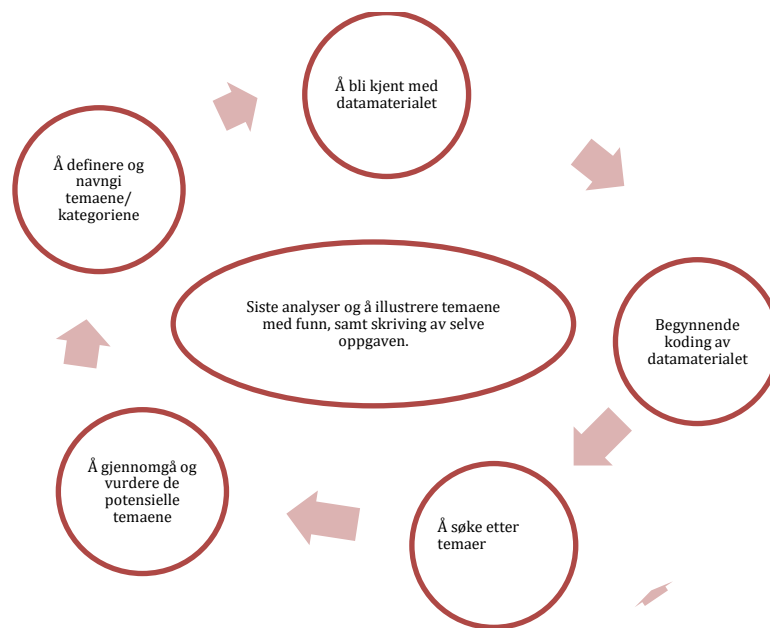 Å bli kjent med
datamaterialet
Å definere og
navngi
temaene/
kategoriene
Siste analyser og å illustrere temaene
med funn, samt skriving av selve
oppgaven.
Begynnende
koding av
datamaterialet
Å gjennomgå og
vurdere de
potensielle
temaene
Å søke etter
temaer